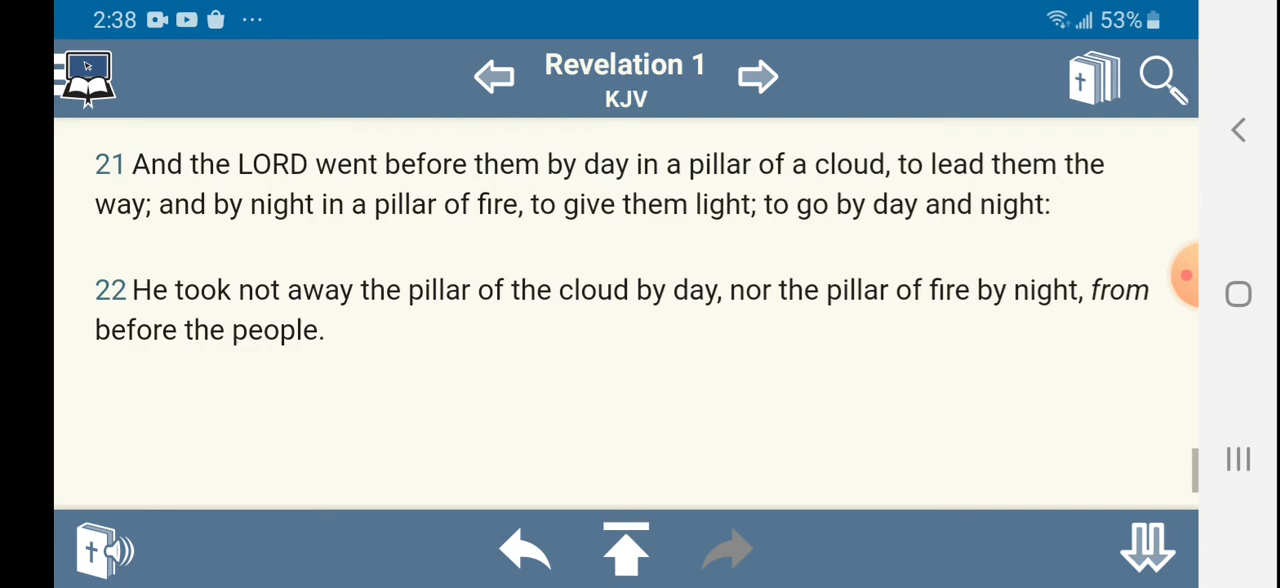 2:38 ··· 53%
Revelation 1
KJV
21 And the LORD went before them by day in a pillar of a cloud, to lead them the
way; and by night in a pillar of fire, to give them light; to go by day and night:
22 He took not away the pillar of the cloud by day, nor the pillar of fire by night, from
before the people.